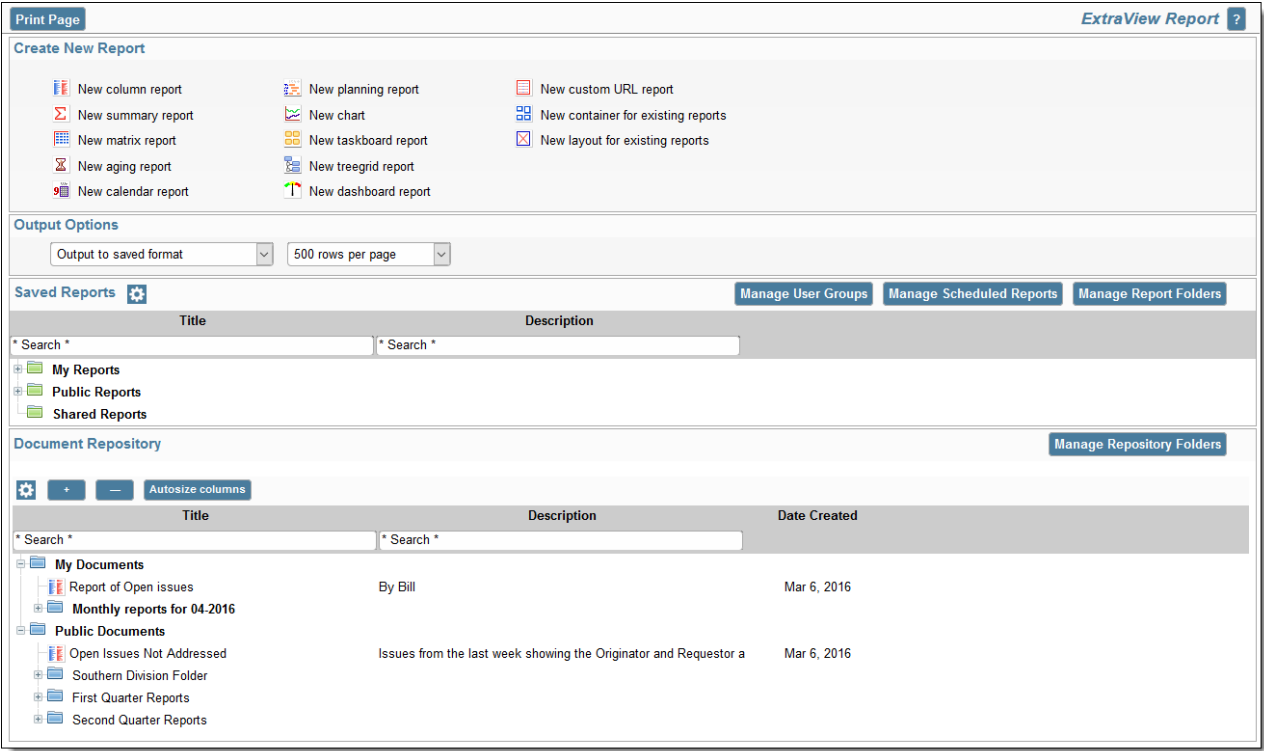 Print Page
ExtraView Report ?
Create New Report
New column report New planning report New custom URL report
New summary report New chart New container for existing reports
New matrix report New taskboard report New layout for existing reports
New aging report New treegrid report
New calendar report New dashboard report
Output Options
Output to saved format 500 rows per page
Saved Reports Manage User Groups Manage Scheduled Reports Manage Report Folders
Title Description
* Search * * Search *
My Reports
Public Reports
Shared Reports
Document Repository Manage Repository Folders
+ — Autosize columns
Title Description Date Created
* Search * * Search *
My Documents
Report of Open issues By Bill Mar 6, 2016
Monthly reports for 04-2016
Public Documents
Open Issues Not Addressed Issues from the last week showing the Originator and Requestor a Mar 6, 2016
Southern Division Folder
First Quarter Reports
Second Quarter Reports